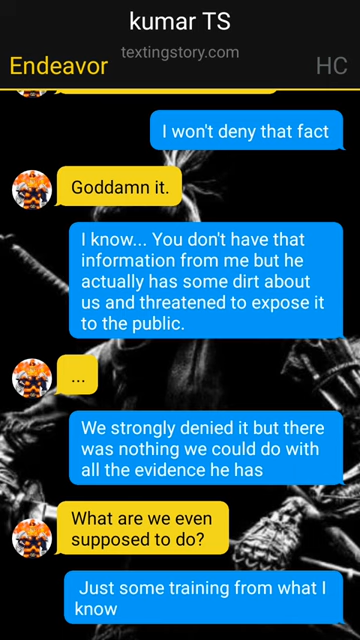 kumar TS
textingstory.com
Endeavor
HC
I won't deny that fact
Goddamn it.
I know... You don't have that
information from me but he
actually has some dirt about
us and threatened to expose it
to the public.
...
We strongly denied it but there
was nothing we could do with
all the evidence he has
What are we even
supposed to do?
Just some training from what I
know